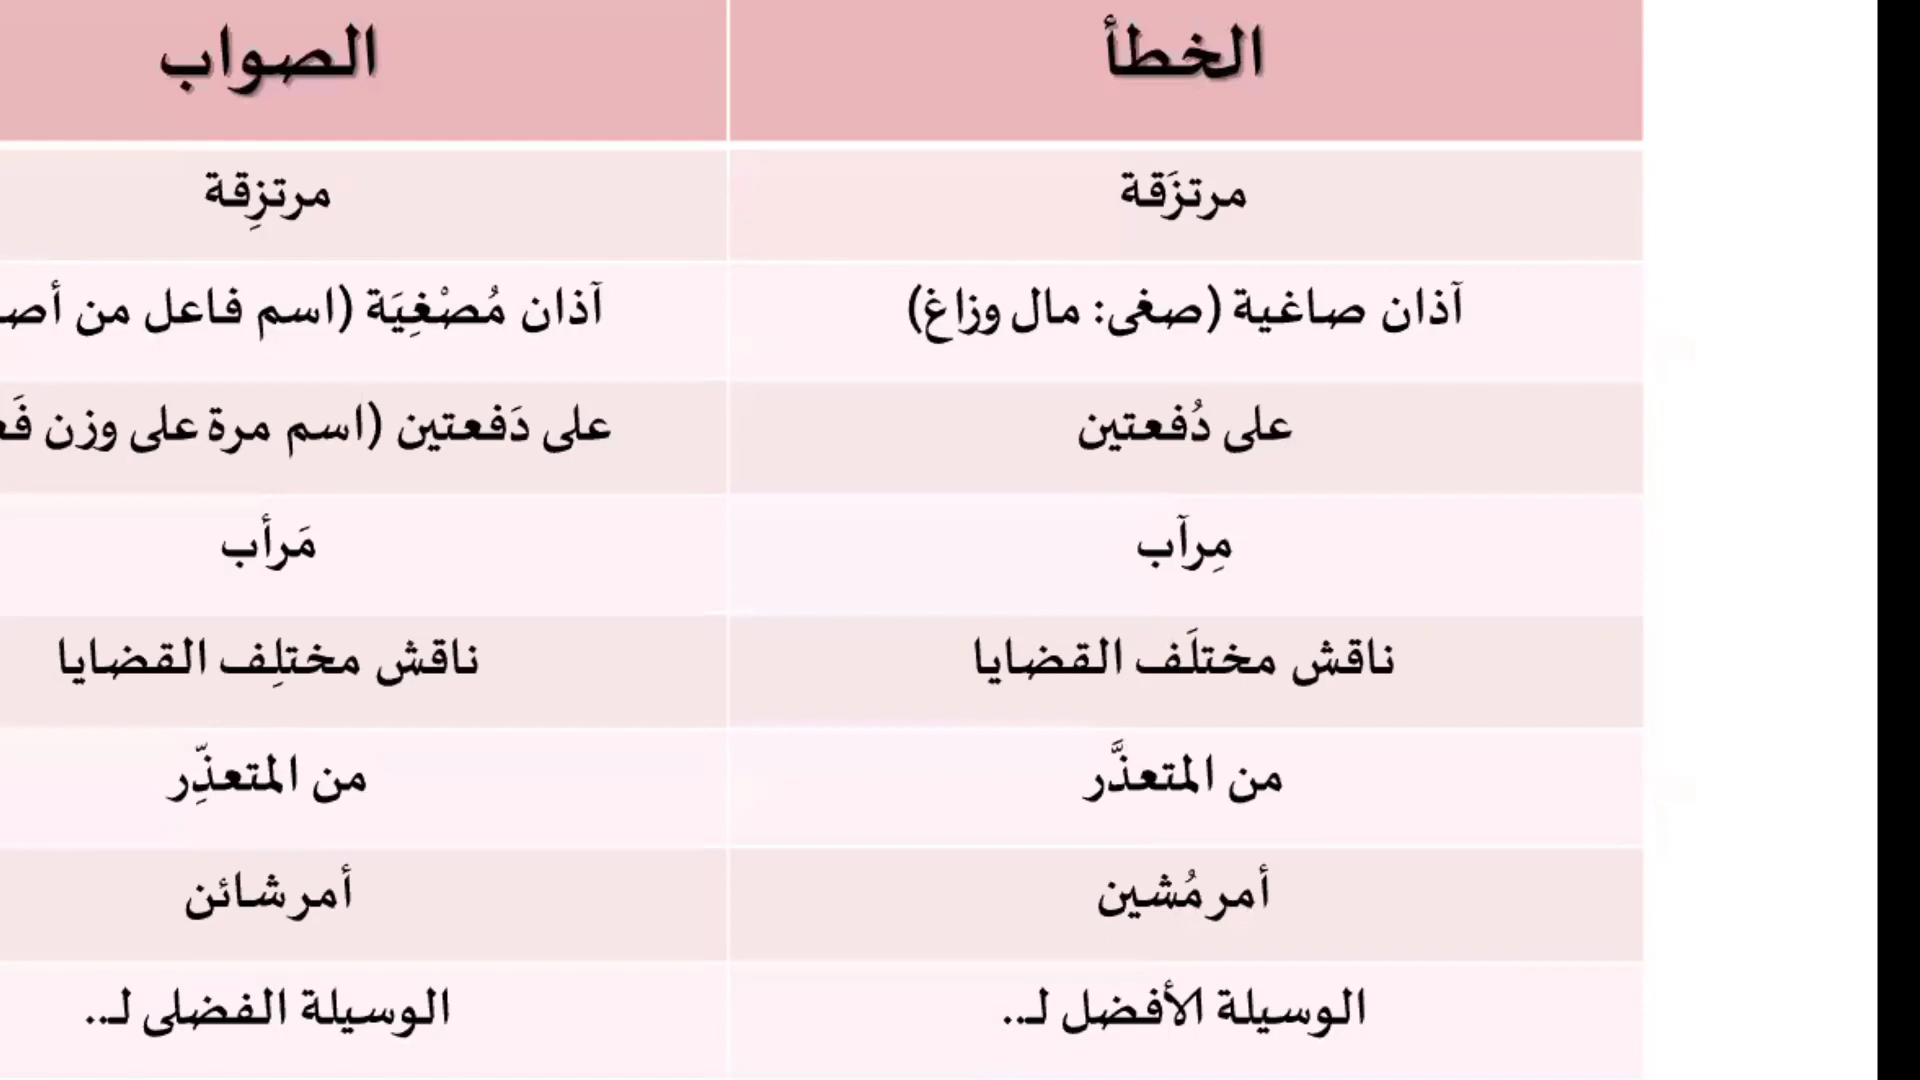 الخطأ	الصواب
مرتزَقة	مرتزِقة
آذان صاغية (صغى: مال وزاغ)	آذان مُصْغِيَة (اسم فاعل من
على دُفعتين	على دَفعتين (اسم مرة على وزن
مِرآب	مَرأب
ناقش مختلَف القضايا	ناقش مختلِف القضايا
من المتعذَّر	من المتعذِّر
أمر مُشين	أمر شائن
الوسيلة الأفضل لـ..	الوسيلة الفضلى لـ..